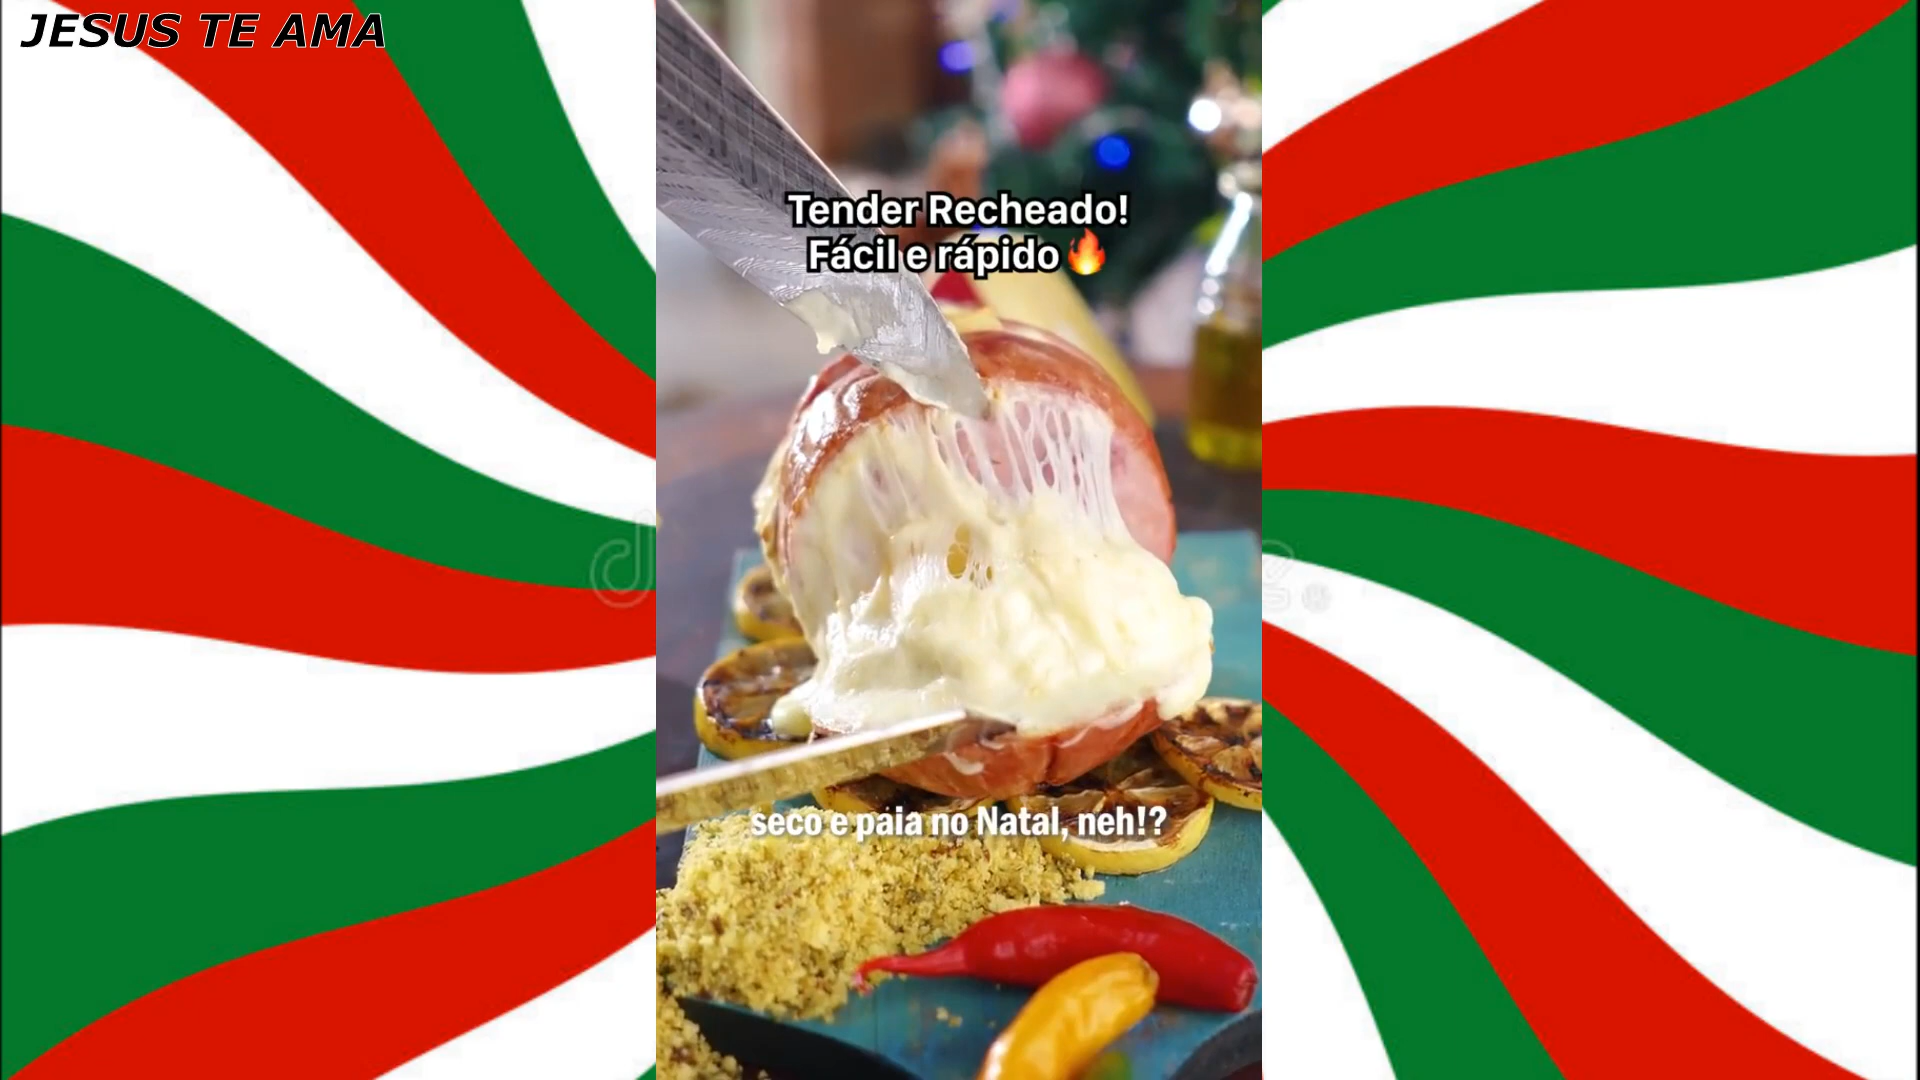 JESUS TE AMA
Tender Recheado!
Fácil e rápido🔥
seco e paia no Natal, neh!?